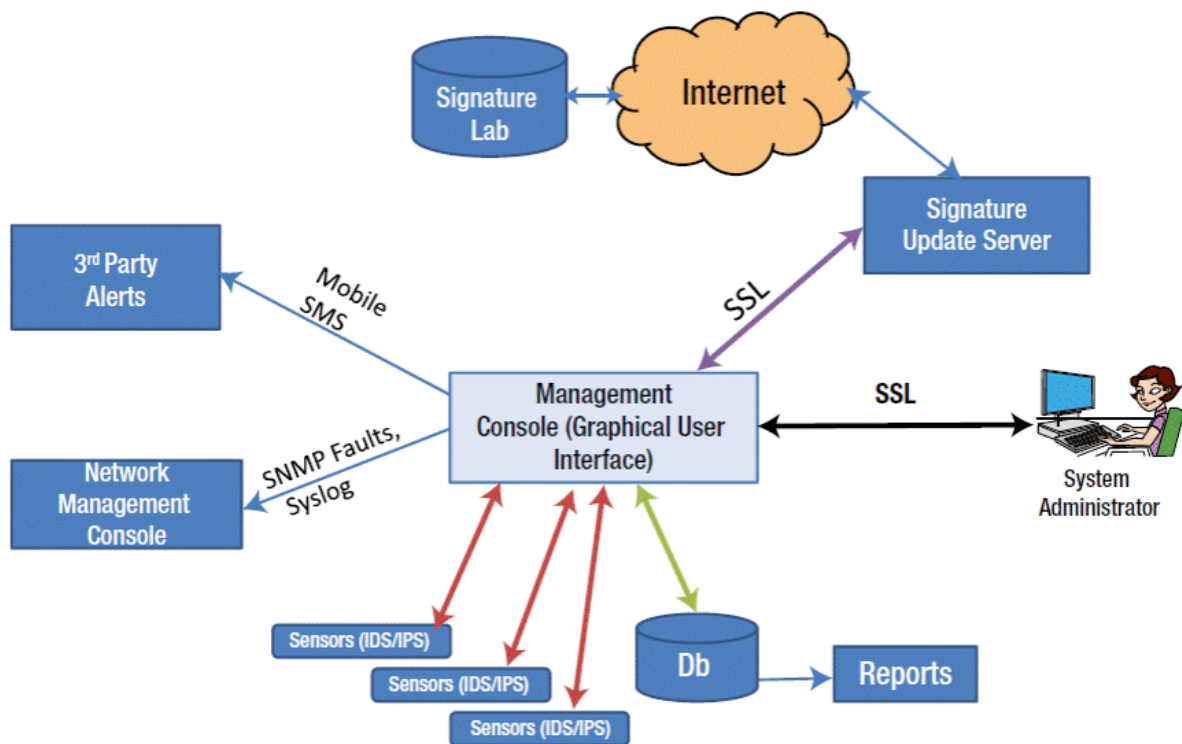 Signature
Lab
Internet
Signature
Update Server
3rd Party
Alerts
Mobile
SMS
SSL
Management
Console (Graphical User
Interface)
SSL
System
Administrator
Network
Management
Console
SNMP Faults,
Syslog
Sensors (IDS/IPS)
Sensors (IDS/IPS)
Sensors (IDS/IPS)
Db
Reports